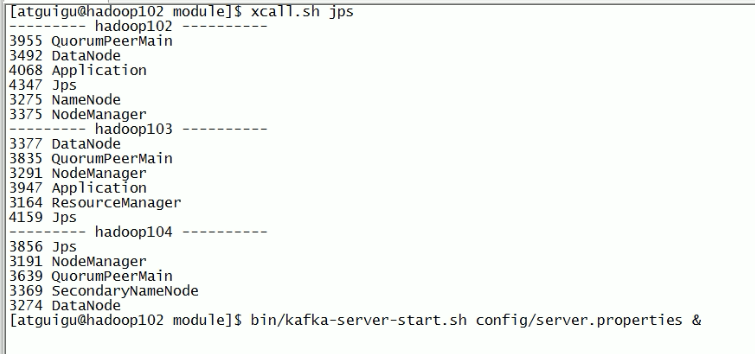 [atguigu@hadoop102 module]$ xcall.sh jps
--------- hadoop102 ----------
3955 QuorumPeerMain
3492 DataNode
4068 Application
4347 Jps
3275 NameNode
3375 NodeManager
--------- hadoop103 ----------
3377 DataNode
3835 QuorumPeerMain
3291 NodeManager
3947 Application
3164 ResourceManager
4159 Jps
--------- hadoop104 ----------
3856 Jps
3191 NodeManager
3639 QuorumPeerMain
3369 SecondaryNameNode
3274 DataNode
[atguigu@hadoop102 module]$ bin/kafka-server-start.sh config/server.properties &